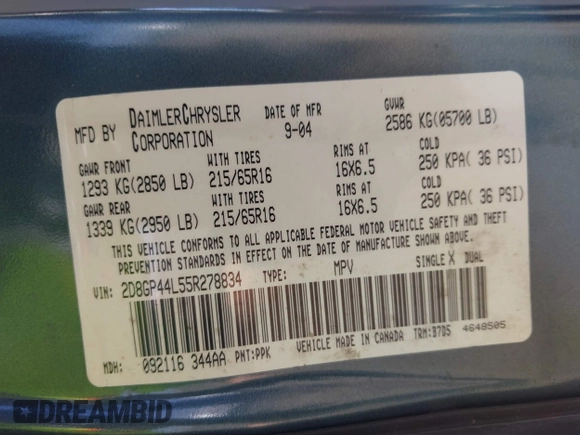 MFD BY DAIMLERCHRYSLER CORPORATION DATE OF MFR 9-04 GVWR 2586 KG(05700 LB)
GAWR FRONT WITH TIRES RIMS AT COLD
1293 KG(2850 LB) 215/65R16 16X6.5 250 KPA( 36 PSI)
GAWR REAR WITH TIRES RIMS AT COLD
1339 KG(2950 LB) 215/65R16 16X6.5 250 KPA( 36 PSI)
THIS VEHICLE CONFORMS TO ALL APPLICABLE FEDERAL MOTOR VEHICLE SAFETY AND THEFT
PREVENTION STANDARDS IN EFFECT ON THE DATE OF MANUFACTURE SHOWN ABOVE.
VIN: 2D8GP44L55R278834 TYPE: MPV SINGLE X DUAL
MDH: 092116 344AA PNT:PPK VEHICLE MADE IN CANADA TRM:B7D5 4648505
DREAMBID